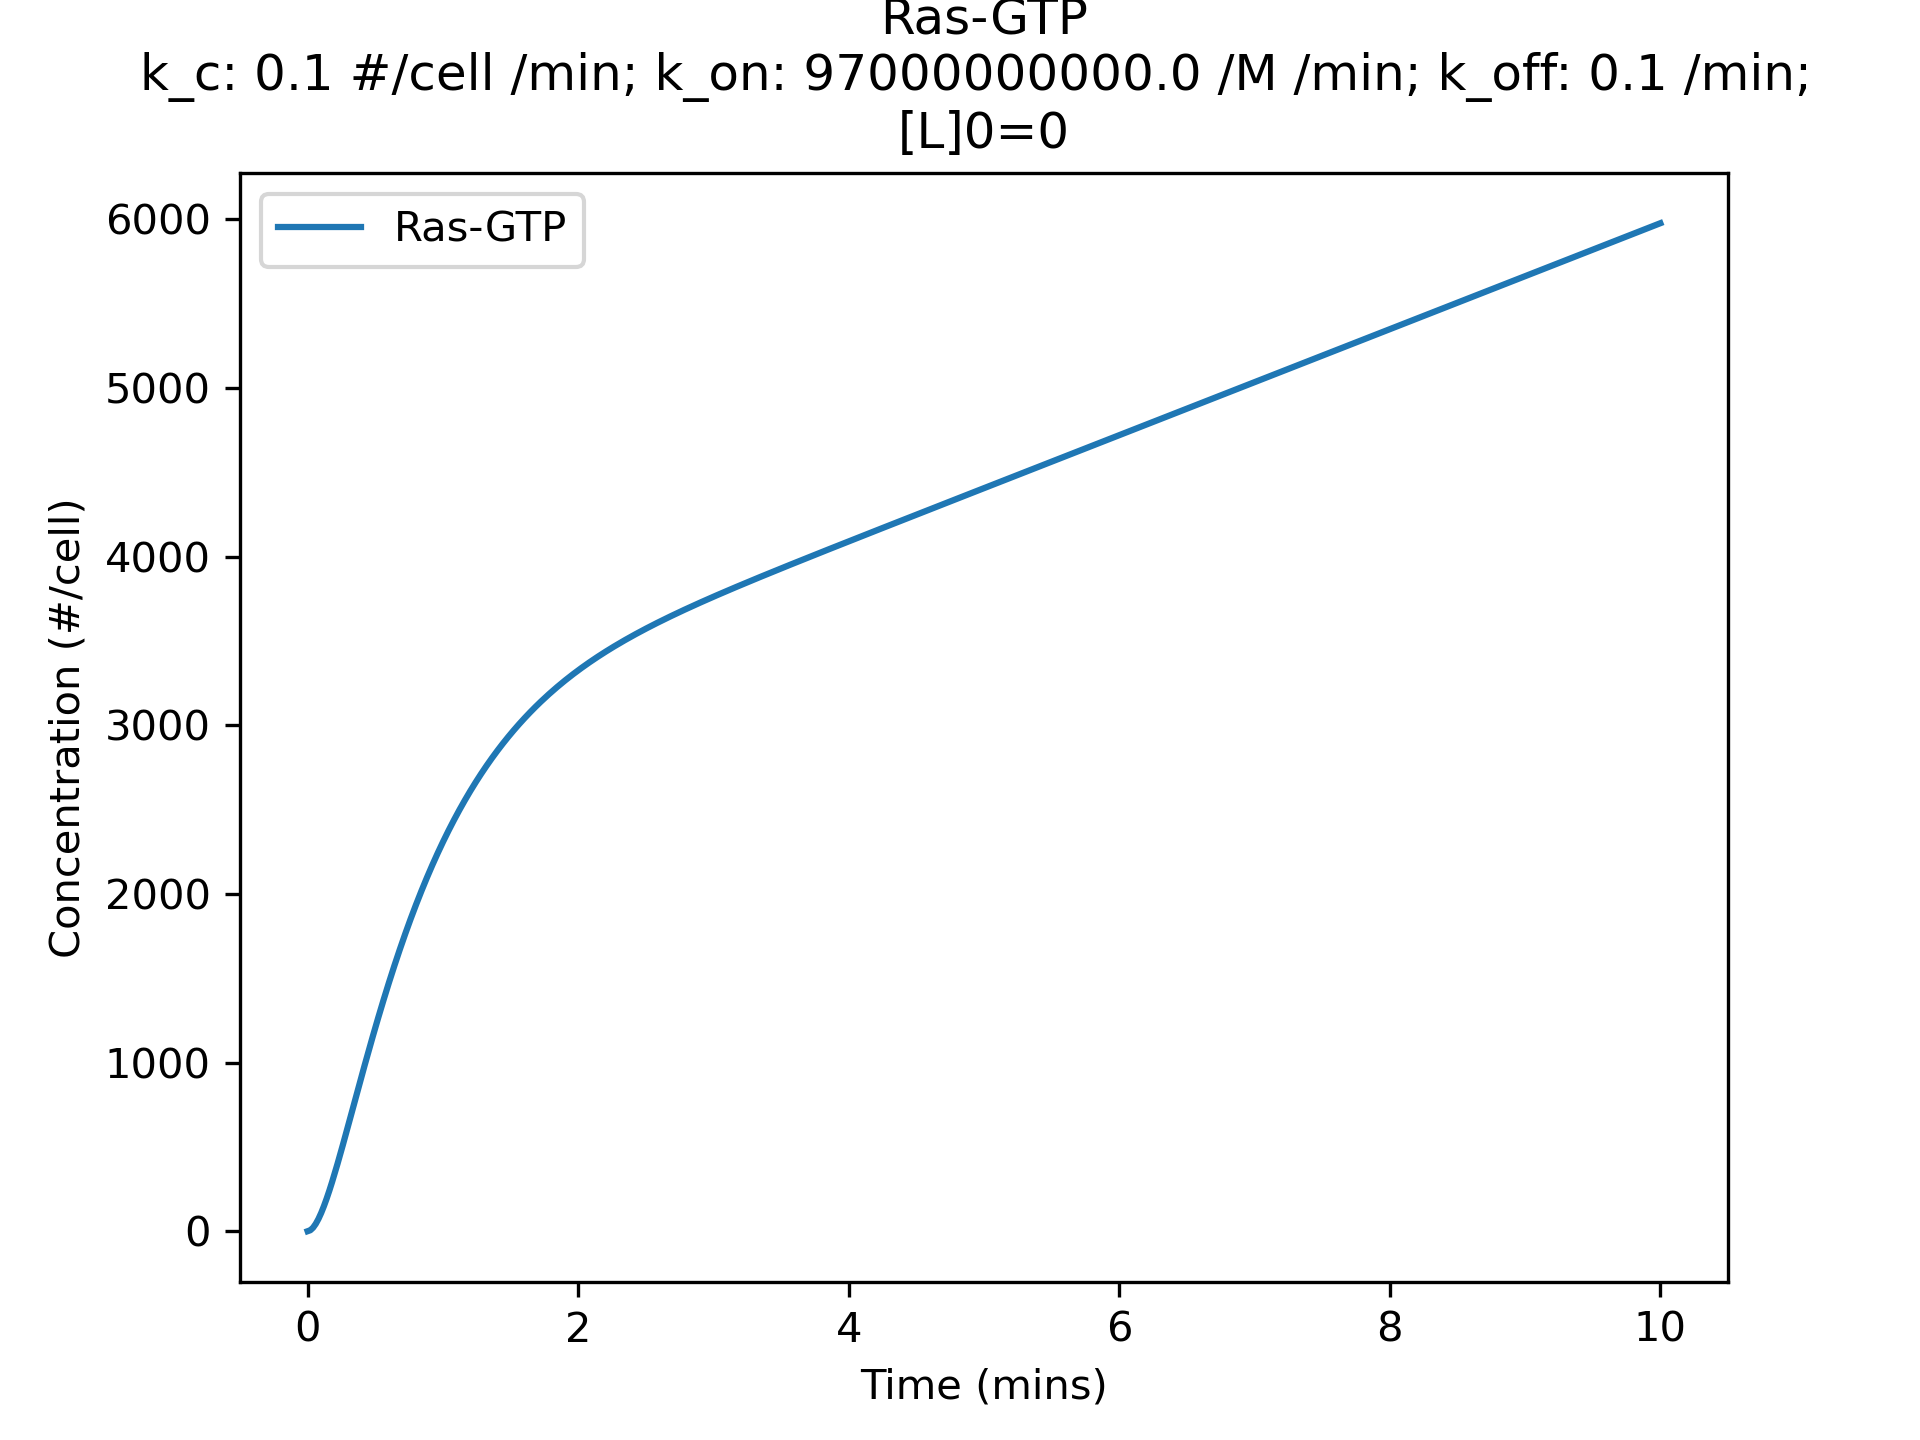 Ras-GTP
k_c: 0.1 #/cell /min; k_on: 97000000000.0 /M /min; k_off: 0.1 /min;
[L]0=0
Ras-GTP
6000
5000
4000
3000
2000
1000
0
Concentration (#/cell)
0 2 4 6 8 10
Time (mins)